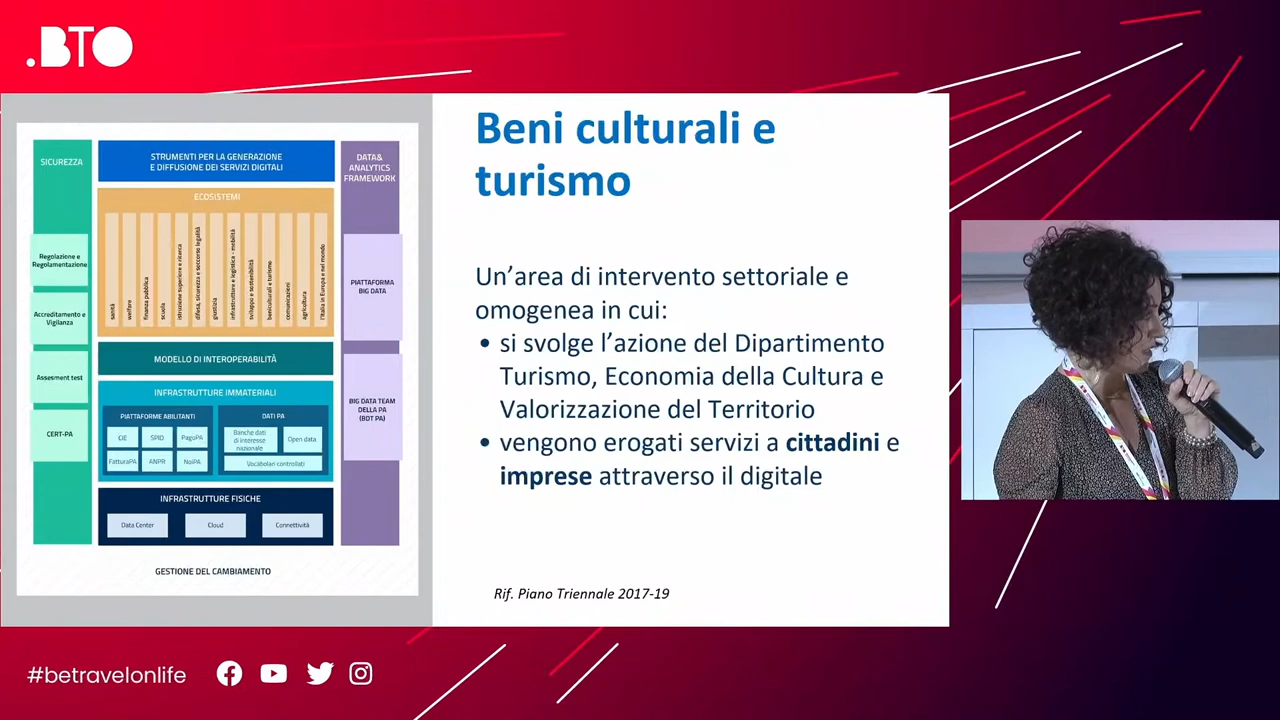 .BTO
SICUREZZA
Regolazione e
Regolamentazione
Accreditamento e
Vigilanza
Assesment test
CERT-PA
STRUMENTI PER LA GENERAZIONE
E DIFFUSIONE DEI SERVIZI DIGITALI
ECOSISTEMI
sanità
welfare
finanza pubblica
scuola
istruzione superiore e ricerca
difesa, sicurezza e soccorso legalità
giustizia
infrastrutture e logistica - mobilità
sviluppo e sostenibilità
beniculturali e turismo
comunicazioni
agricoltura
l'Italia in Europa e nel mondo
MODELLO DI INTEROPERABILITÀ
INFRASTRUTTURE IMMATERIALI
PIATTAFORME ABILITANTI
CIE
SPID
PagoPA
FatturaPA
ANPR
NoiPA
DATI PA
Banche dati
di interesse
nazionale
Open data
Vocabolari controllati
INFRASTRUTTURE FISICHE
Data Center
Cloud
Connettività
DATA&
ANALYTICS
FRAMEWORK
PIATTAFORMA
BIG DATA
BIG DATA TEAM
DELLA PA
(BDT PA)
GESTIONE DEL CAMBIAMENTO
Beni culturali e
turismo
Un'area di intervento settoriale e
omogenea in cui:
• si svolge l'azione del Dipartimento
Turismo, Economia della Cultura e
Valorizzazione del Territorio
• vengono erogati servizi a cittadini e
imprese attraverso il digitale
Rif. Piano Triennale 2017-19
#betravelonlife